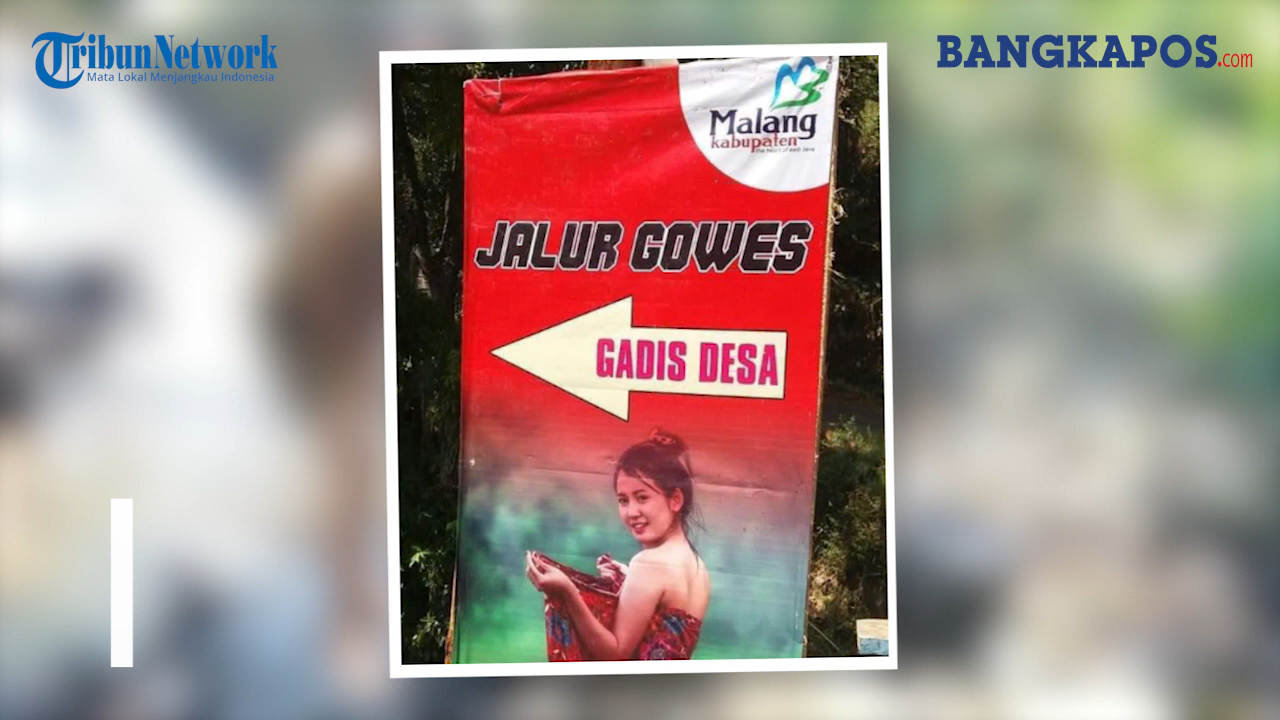 TribunNetwork
Mata Lokal Menjangkau Indonesia
BANGKAPOS.com
Malang
kabupaten
the heart of east Java
JALUR GOWES
GADIS DESA